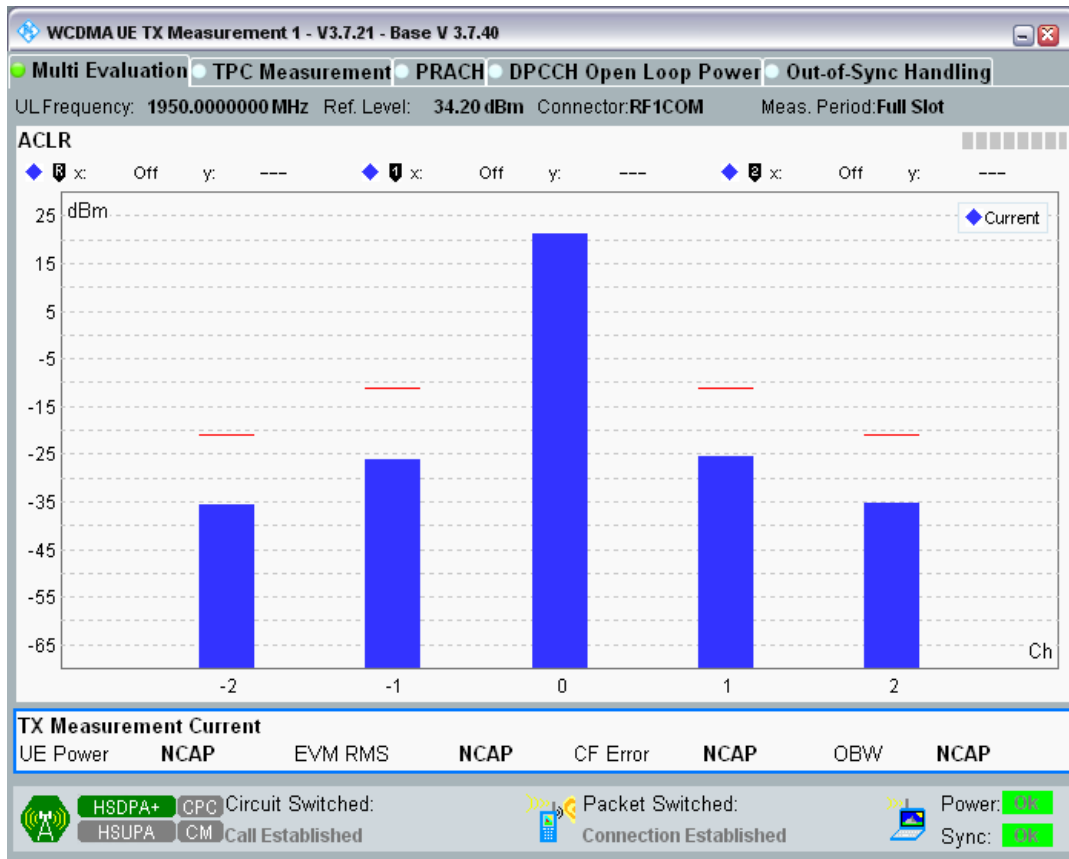 WCDMA UE TX Measurement 1 - V3.7.21 - Base V 3.7.40
Multi Evaluation TPC Measurement PRACH DPCCH Open Loop Power Out-of-Sync Handling
UL Frequency: 1950.0000000 MHz Ref. Level: 34.20 dBm Connector:RF1COM Meas. Period:Full Slot
ACLR
R x: Off y: --- 1 x: Off y: --- 2 x: Off y: ---
dBm
Current
25
15
5
-5
-15
-25
-35
-45
-55
-65
Ch
-2 -1 0 1 2
TX Measurement Current
UE Power NCAP EVM RMS NCAP CF Error NCAP OBW NCAP
HSDPA+ CPC Circuit Switched: Packet Switched: Power: Ok
HSUPA CM Call Established Connection Established Sync: Ok